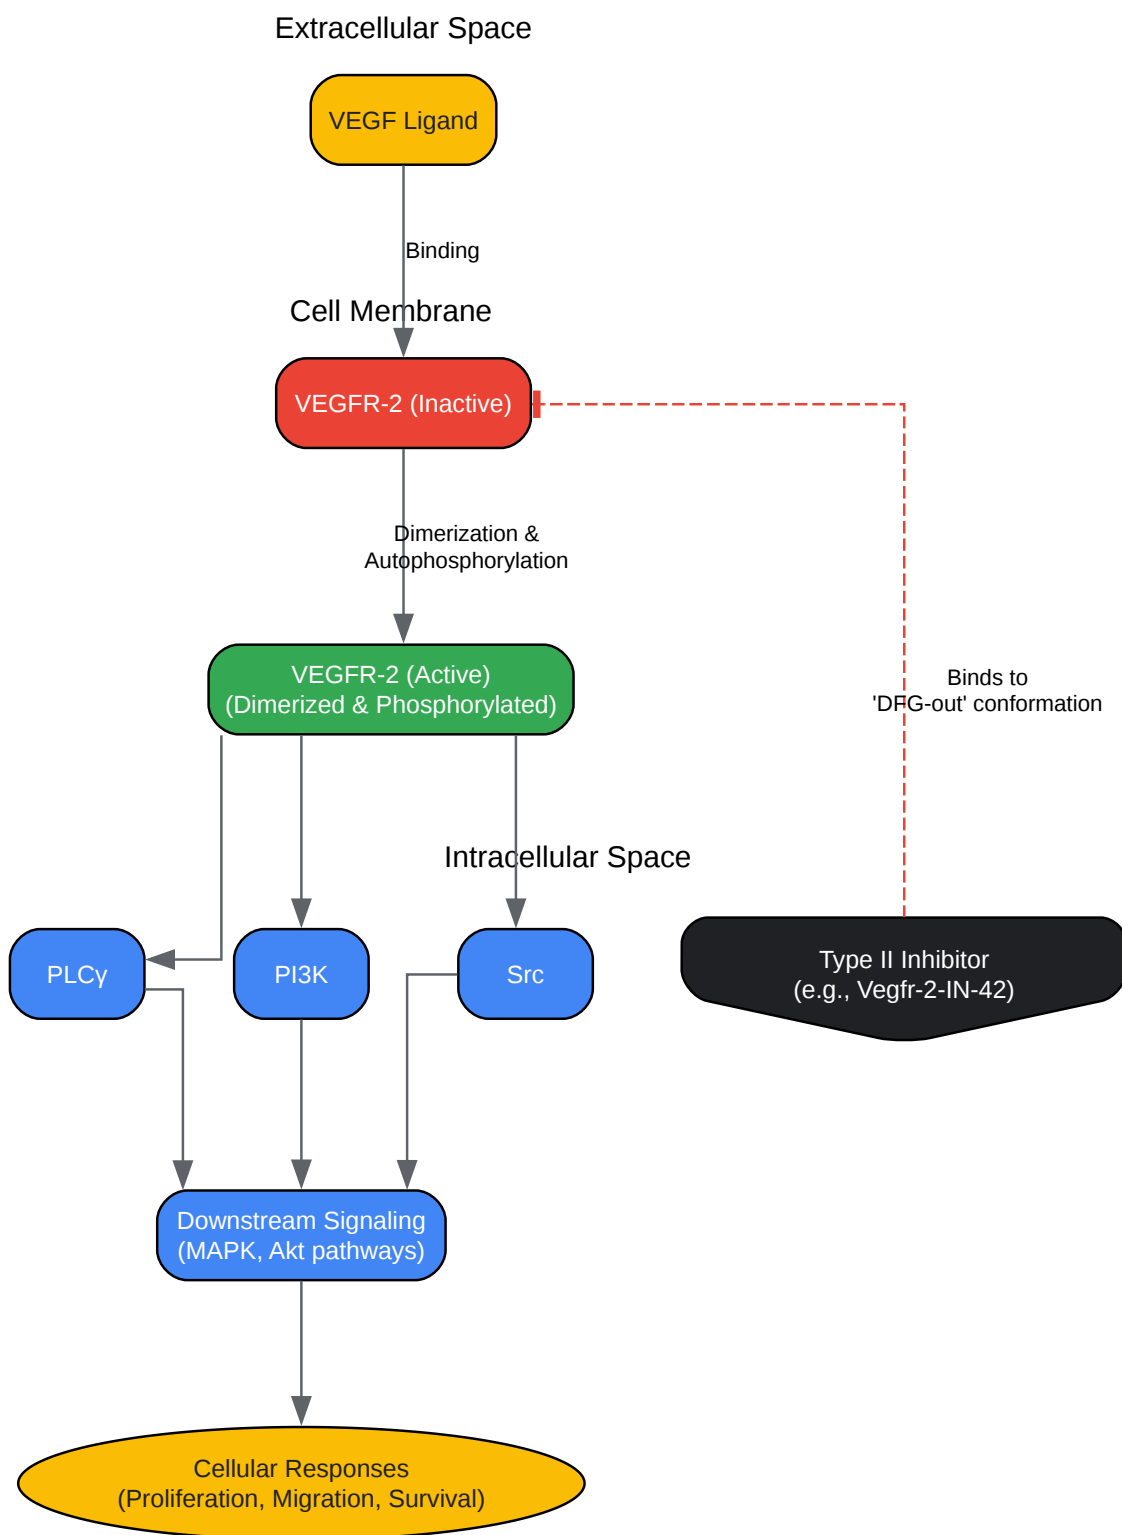 Extracellular Space
VEGF Ligand
Binding
Cell Membrane
VEGFR-2 (Inactive)
Dimerization &
Autophosphorylation
VEGFR-2 (Active)
(Dimerized & Phosphorylated)
Binds to
'DFG-out' conformation
Intracellular Space
PLCγ
PI3K
Src
Type II Inhibitor
(e.g., Vegfr-2-IN-42)
Downstream Signaling
(MAPK, Akt pathways)
Cellular Responses
(Proliferation, Migration, Survival)